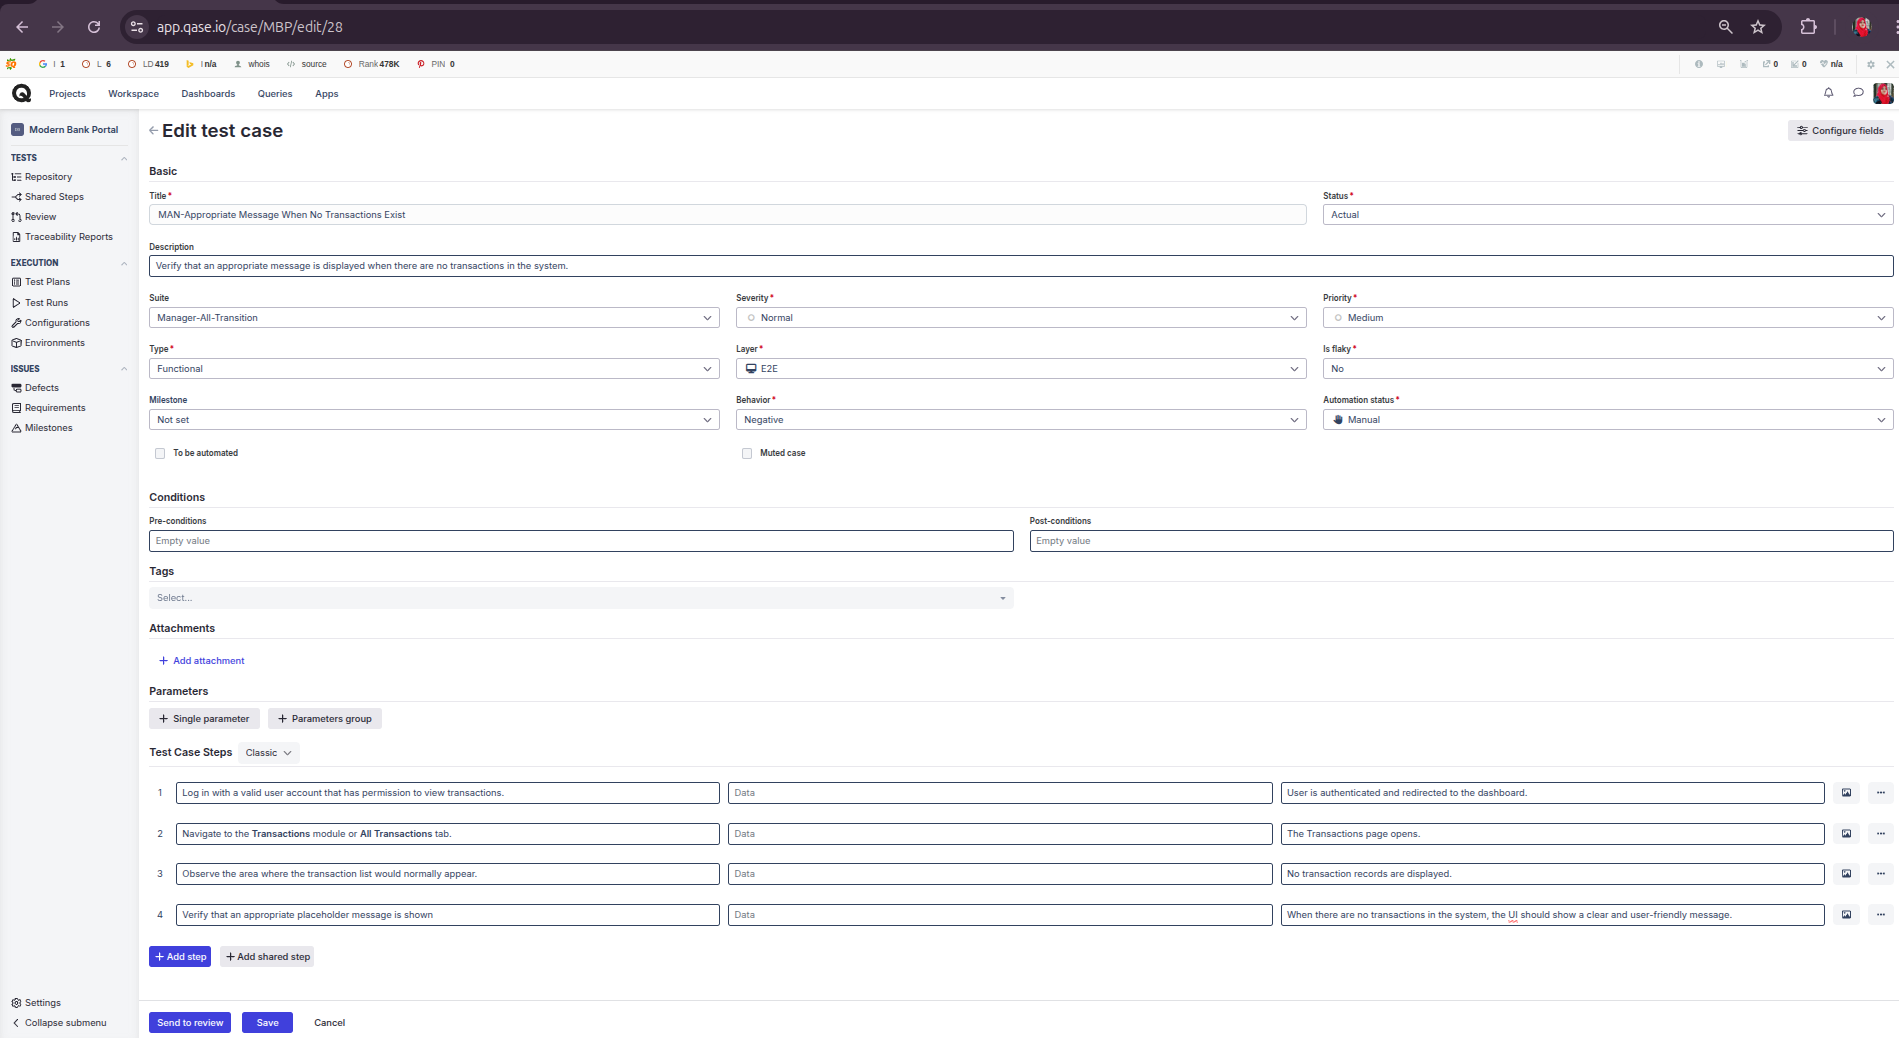 app.qase.io/case/MBP/edit/28
I 1 L 6 LD 419 I n/a whois source Rank 478K PIN 0 0 0 n/a
Projects Workspace Dashboards Queries Apps
Modern Bank Portal
TESTS
Repository
Shared Steps
Review
Traceability Reports
EXECUTION
Test Plans
Test Runs
Configurations
Environments
ISSUES
Defects
Requirements
Milestones
Settings
Collapse submenu
Edit test case
Configure fields
Basic
Title* Status*
MAN-Appropriate Message When No Transactions Exist Actual
Description
Verify that an appropriate message is displayed when there are no transactions in the system.
Suite Severity* Priority*
Manager-All-Transition Normal Medium
Type* Layer* Is flaky*
Functional E2E No
Milestone Behavior* Automation status*
Not set Negative Manual
To be automated Muted case
Conditions
Pre-conditions Post-conditions
Empty value Empty value
Tags
Select...
Attachments
+ Add attachment
Parameters
+ Single parameter + Parameters group
Test Case Steps Classic
1 Log in with a valid user account that has permission to view transactions. Data User is authenticated and redirected to the dashboard.
2 Navigate to the Transactions module or All Transactions tab. Data The Transactions page opens.
3 Observe the area where the transaction list would normally appear. Data No transaction records are displayed.
4 Verify that an appropriate placeholder message is shown Data When there are no transactions in the system, the UI should show a clear and user-friendly message.
+ Add step + Add shared step
Send to review Save Cancel